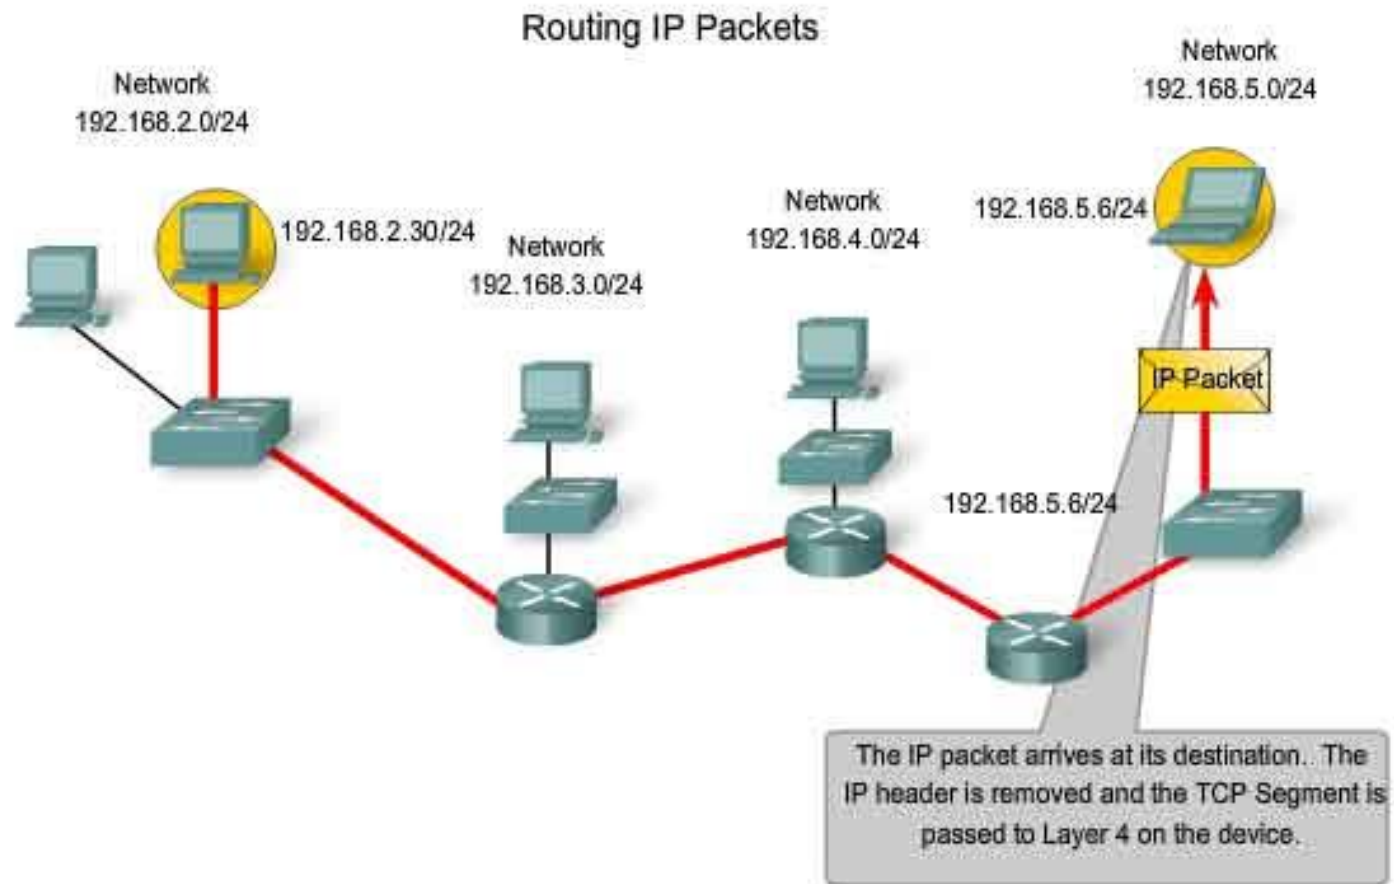 Routing IP Packets
Network
192.168.2.0/24
Network
192.168.5.0/24
192.168.2.30/24
Network
192.168.3.0/24
Network
192.168.4.0/24
192.168.5.6/24
IP Packet
192.168.5.6/24
The IP packet arrives at its destination. The
IP header is removed and the TCP Segment is
passed to Layer 4 on the device.